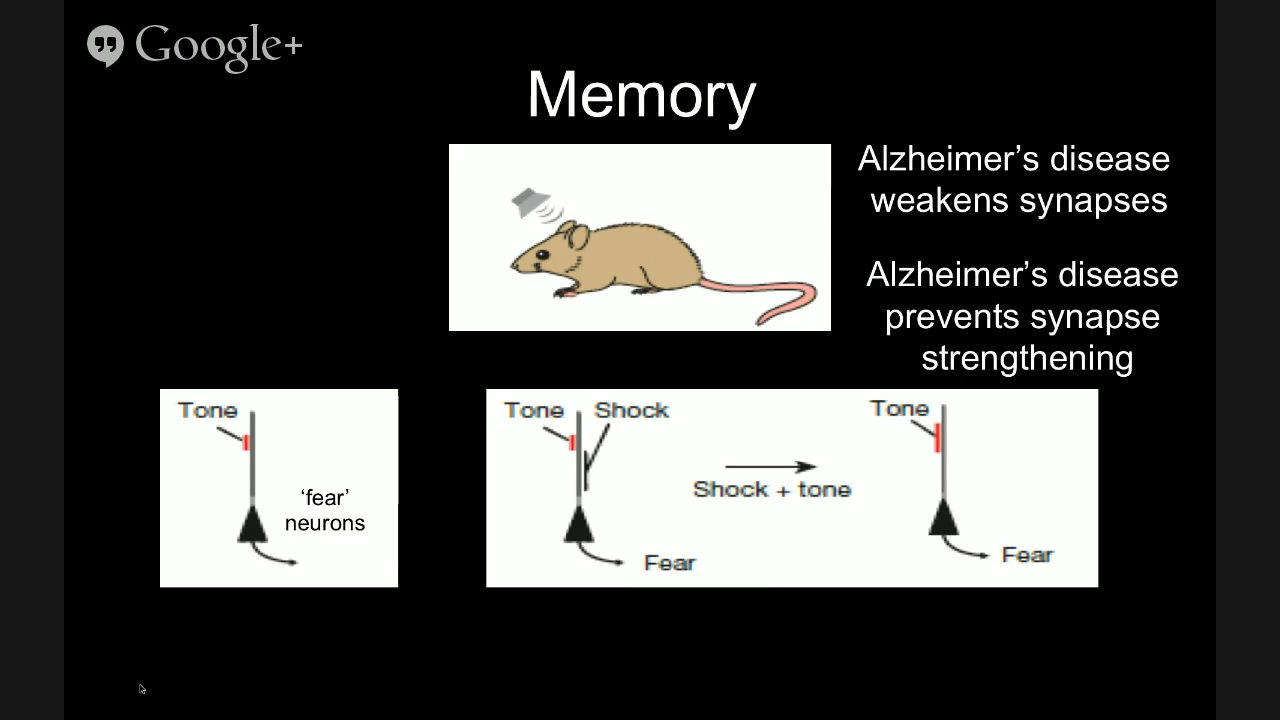 Google+
Memory
Alzheimer’s disease
weakens synapses
Alzheimer’s disease
prevents synapse
strengthening
Tone
‘fear’
neurons
Tone
Shock
Shock + tone
Fear
Tone
Fear